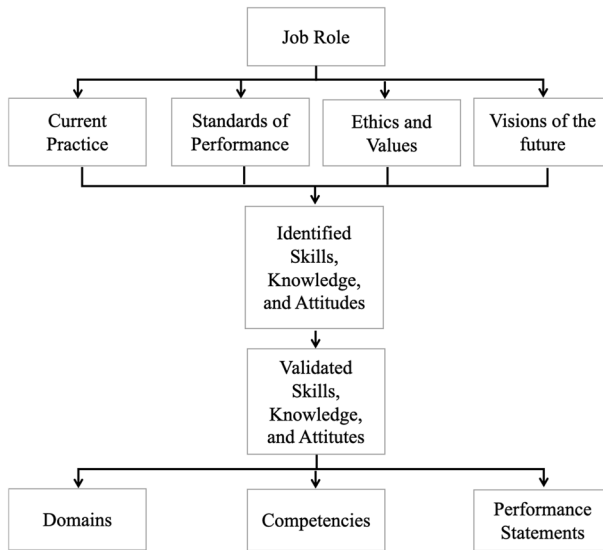 Job Role
Current
Practice
Standards of
Performance
Ethics and
Values
Visions of the
future
Identified
Skills,
Knowledge,
and Attitudes
Validated
Skills,
Knowledge,
and Attitutes
Domains
Competencies
Performance
Statements